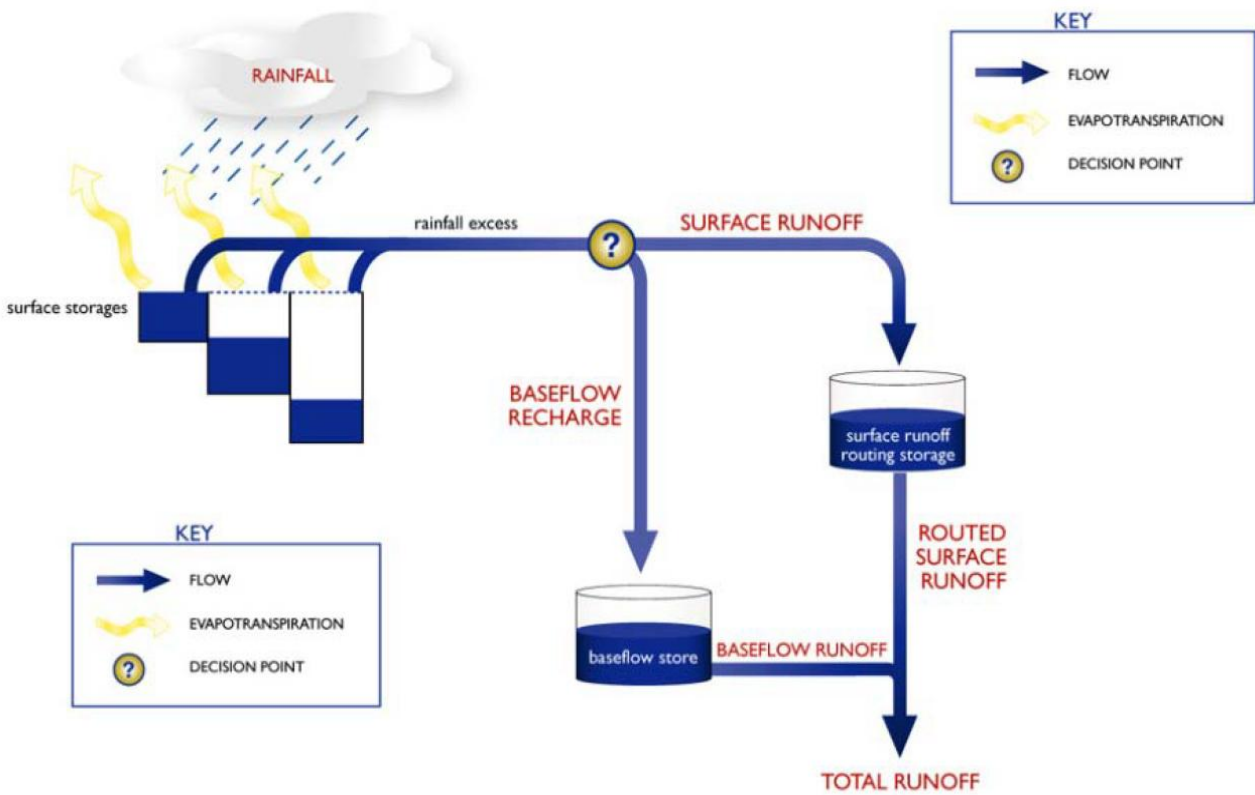 KEY
FLOW
EVAPOTRANSPIRATION
?
DECISION POINT
RAINFALL
rainfall excess
?
SURFACE RUNOFF
surface storages
BASEFLOW
RECHARGE
surface runoff
routing storage
KEY
FLOW
EVAPOTRANSPIRATION
?
DECISION POINT
ROUTED
SURFACE
RUNOFF
baseflow store
BASEFLOW RUNOFF
TOTAL RUNOFF